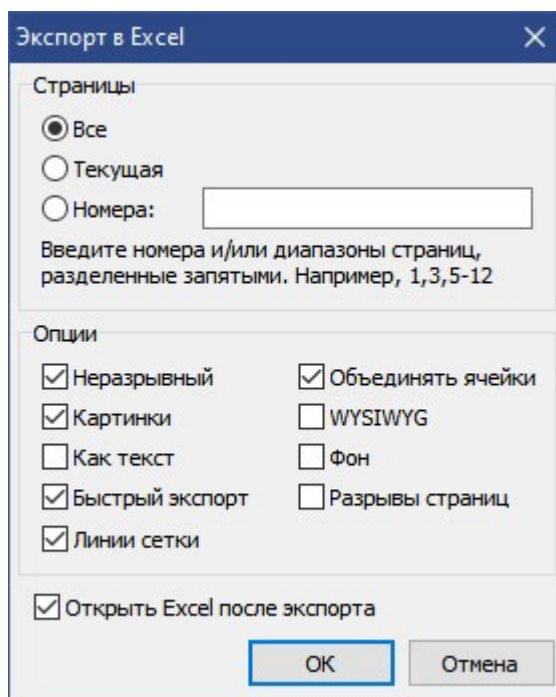 Экспорт в Excel
Страницы
Все
Текущая
Номера:
Введите номера и/или диапазоны страниц,
разделенные запятыми. Например, 1,3,5-12
Опции
Неразрывный
Объединять ячейки
Картинки
WYSIWYG
Как текст
Фон
Быстрый экспорт
Разрывы страниц
Линии сетки
Открыть Excel после экспорта
ОК
Отмена